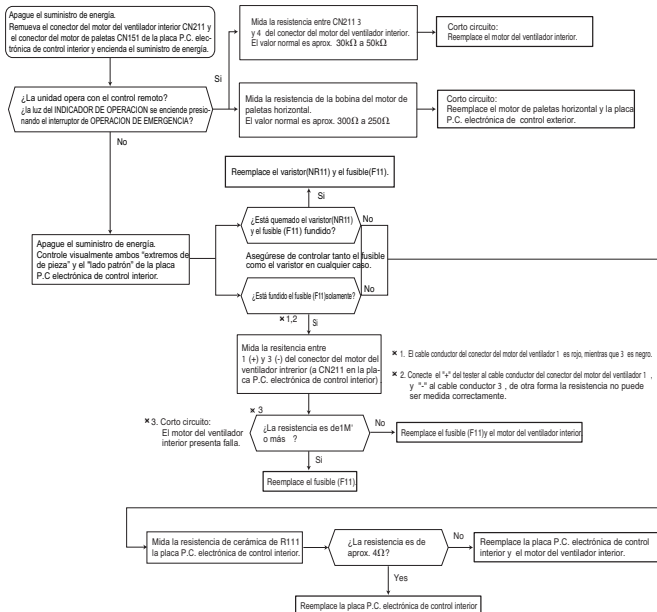 Apague el suministro de energía.
Remueva el conector del motor del ventilador interior CN211 y
el conector del motor de paletas CN151 de la placa P.C. elec-
trónica de control interior y encienda el suministro de energía.
Mida la resistencia entre CN211 3
y 4 del conector del motor del ventilador interior.
El valor normal es aprox. 30kΩ a 50kΩ
Corto circuito:
Reemplace el motor del ventilador interior.
Si
¿La unidad opera con el control remoto?
¿la luz del INDICADOR DE OPERACION se enciende presio-
nando el interruptor de OPERACION DE EMERGENCIA?
Mida la resistencia de la bobina del motor de
paletas horizontal.
El valor normal es aprox. 300Ω a 250Ω.
Corto circuito:
Reemplace el motor de paletas horizontal y la placa
P.C. electrónica de control exterior.
No
Reemplace el varistor(NR11) y el fusible(F11).
Si
¿Está quemado el varistor(NR11)
y el fusible (F11) fundido?
No
Apague el suministro de energía.
Controle visualmente ambos "extremos de
de pieza" y el "lado patrón" de la placa
P.C electrónica de control interior.
Asegúrese de controlar tanto el fusible
como el varistor en cualquier caso.
¿Está fundido el fusible (F11)solamente?
No
×1,2
Si
Mida la resitencia entre
1 (+) y 3 (-) del conector del motor del
ventilador intrerior (a CN211 en la pla-
ca P.C. electrónica de control interior) .
× 1. El cable conductor del conector del motor del ventilador 1 es rojo, mientras que 3 es negro.
× 2. Conecte el "+" del tester al cable conductor del conector del motor del ventilador 1 ,
y "-" al cable conductor 3 , de otra forma la resistencia no puede
ser medida correctamente.
×3
×3. Corto circuito:
El motor del ventilador
interior presenta falla.
¿La resistencia es de1M'
o más ?
No
Reemplace el fusible (F11)y el motor del ventilador interior.
Si
Reemplace el fusible (F11).
Mida la resistencia de cerámica de R111
la placa P.C. electrónica de control interior.
¿La resistencia es de
aprox. 4Ω?
No
Reemplace la placa P.C. electrónica de control
interior y el motor del ventilador interior.
Yes
Reemplace la placa P.C. electrónica de control interior